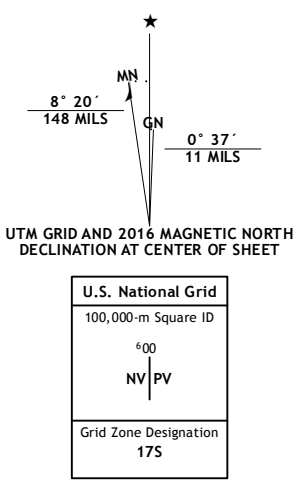 ★
MN
8° 20´
148 MILS
GN
0° 37´
11 MILS
UTM GRID AND 2016 MAGNETIC NORTH
DECLINATION AT CENTER OF SHEET
U.S. National Grid
100,000-m Square ID
⁶00
NV PV
Grid Zone Designation
17S